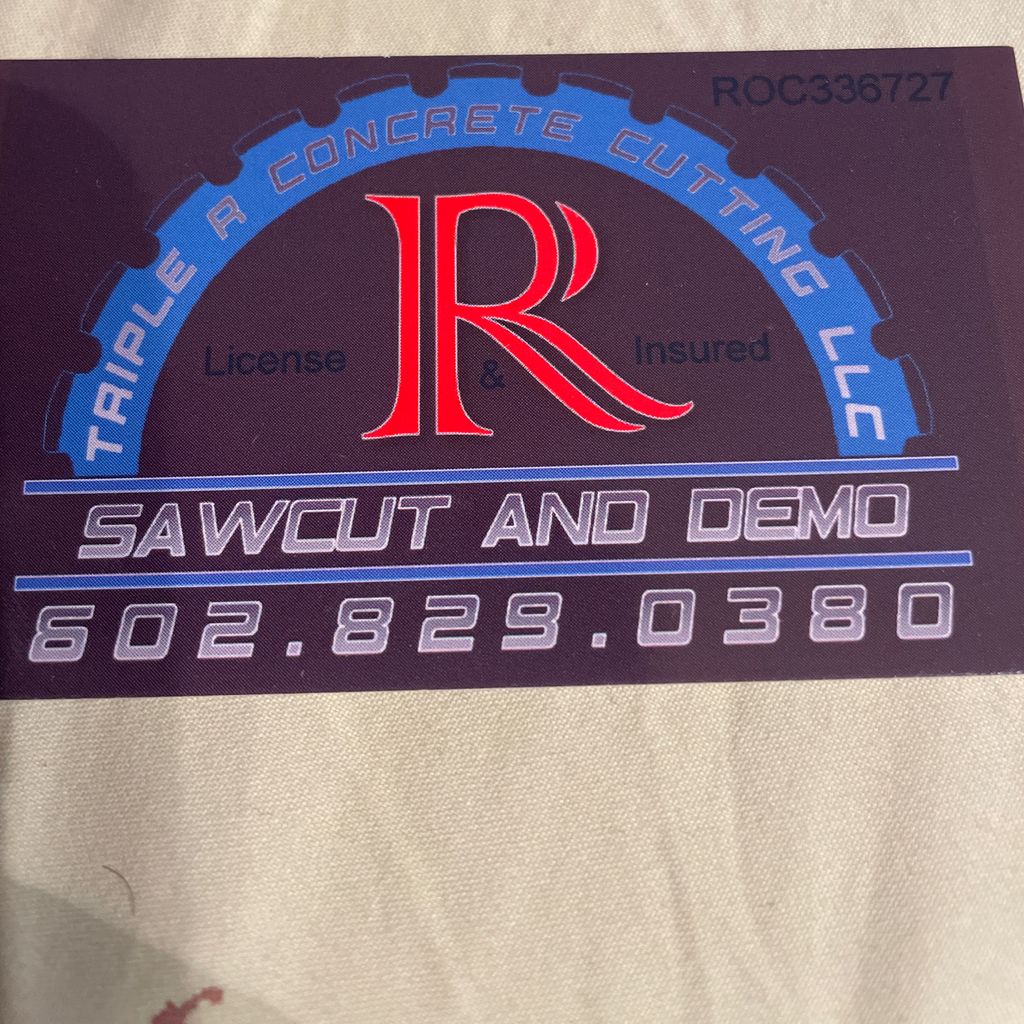 ROC336727
TRIPLE R CONCRETE CUTTING LLC
R
License & Insured
SAWCUT AND DEMO
602.829.0380